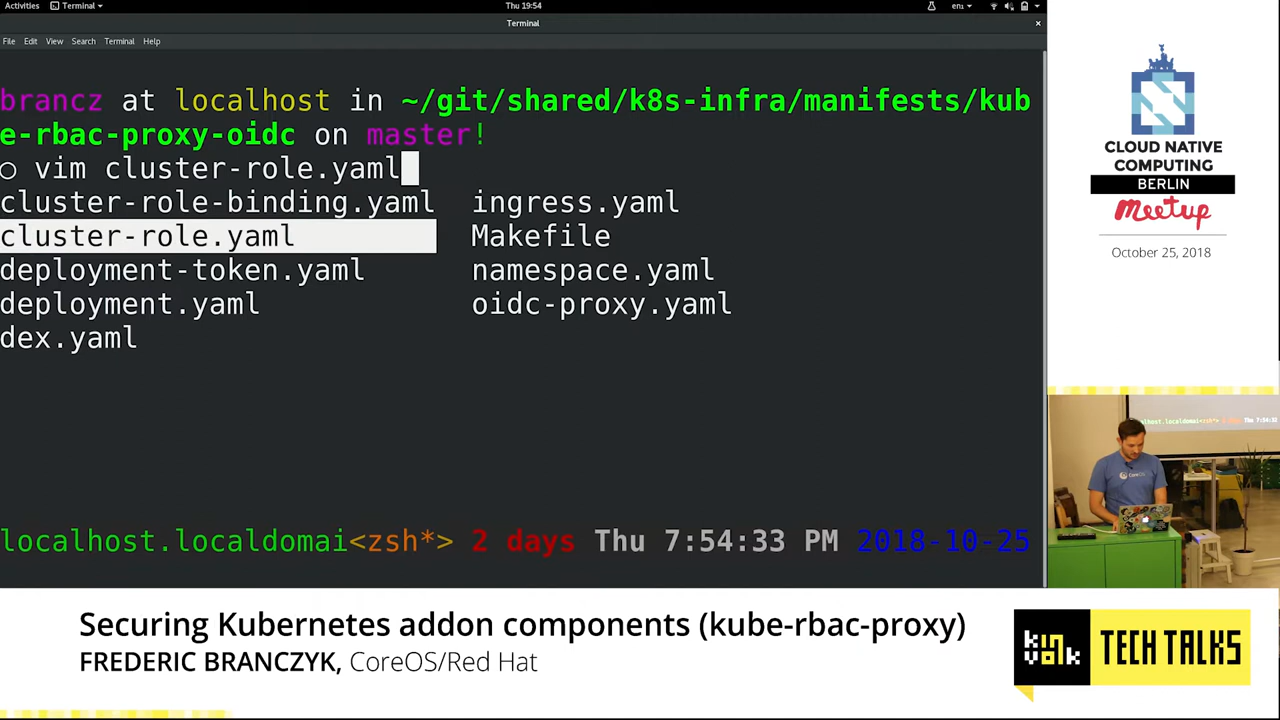 Activities
Terminal
Thu 19:54
en₁
Terminal
File Edit View Search Terminal Help
brancz at localhost in ~/git/shared/k8s-infra/manifests/kub
e-rbac-proxy-oidc on master!
○ vim cluster-role.yaml
cluster-role-binding.yaml ingress.yaml
cluster-role.yaml Makefile
deployment-token.yaml namespace.yaml
deployment.yaml oidc-proxy.yaml
dex.yaml
localhost.localdomai<zsh*> 2 days Thu 7:54:33 PM 2018-10-25
CLOUD NATIVE
COMPUTING
BERLIN
Meetup
October 25, 2018
CoreOS
Securing Kubernetes addon components (kube-rbac-proxy)
FREDERIC BRANCZYK, CoreOS/Red Hat
kinvolk
TECH TALKS